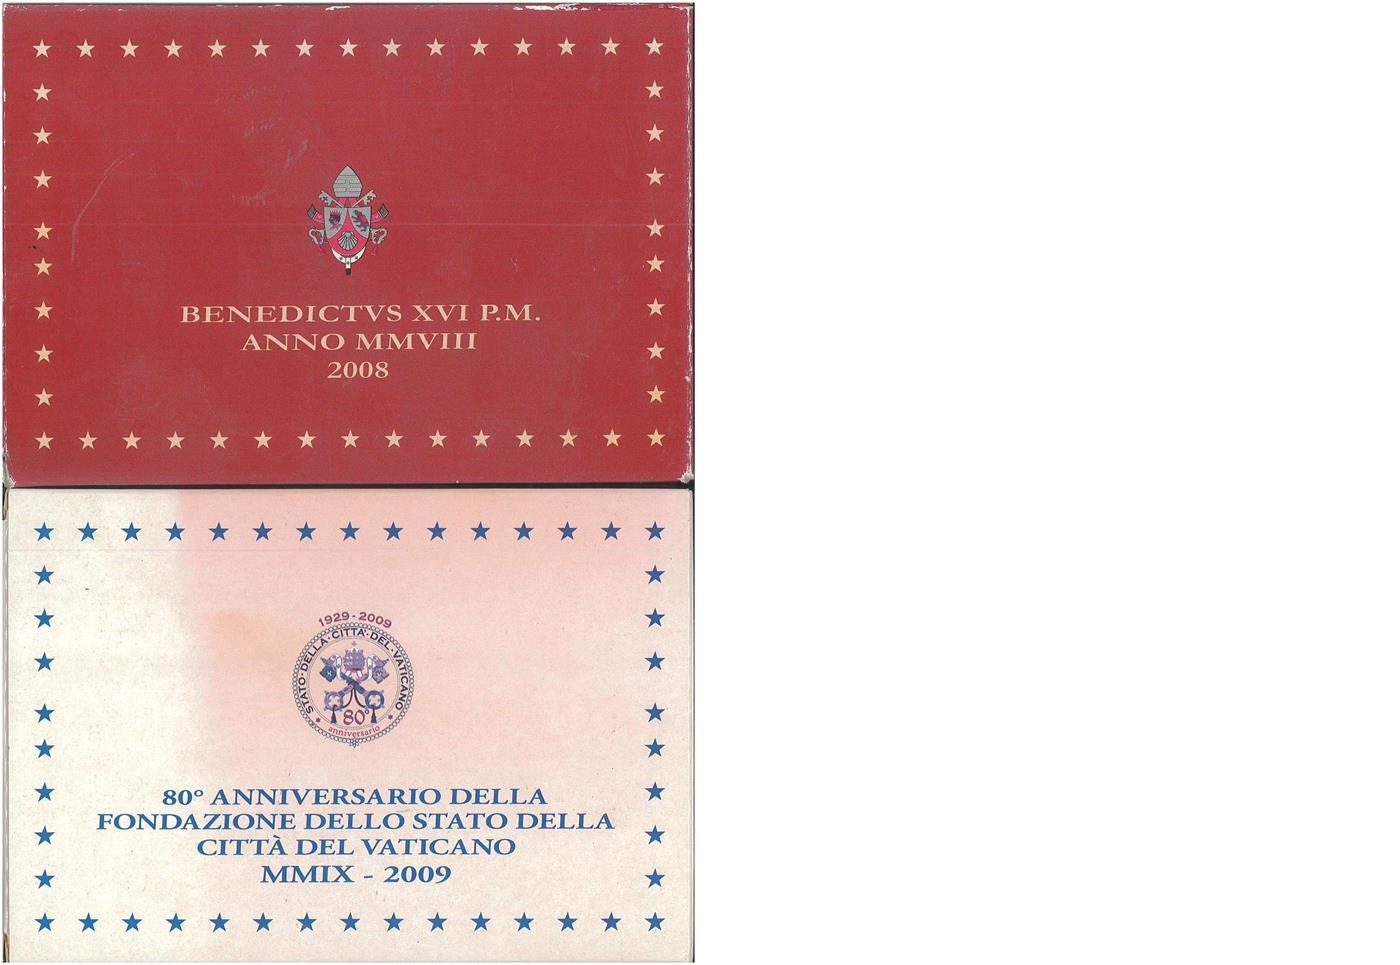 BENEDICTVS XVI P.M.
ANNO MMVIII
2008
1929 - 2009
STATO · DELLA · CITTA' · DEL · VATICANO
80°
anniversario
80° ANNIVERSARIO DELLA
FONDAZIONE DELLO STATO DELLA
CITTÀ DEL VATICANO
MMIX - 2009